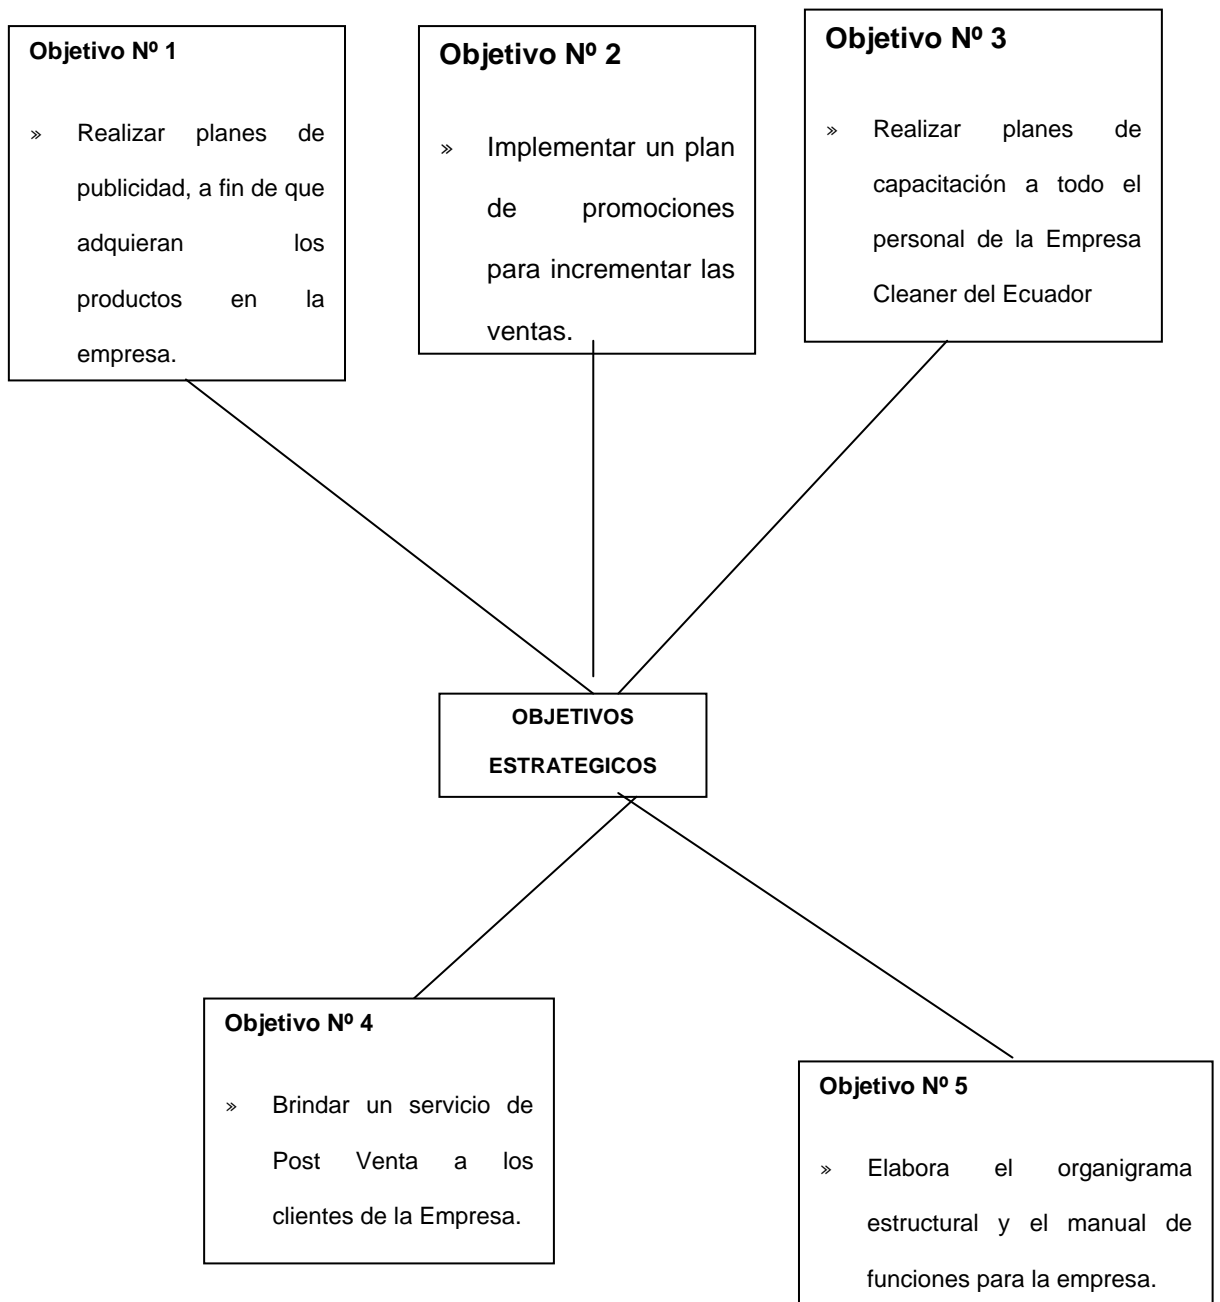 Objetivo Nº 1
» Realizar planes de
publicidad, a fin de que
adquieran los
productos en la
empresa.
Objetivo Nº 2
» Implementar un plan
de promociones
para incrementar las
ventas.
Objetivo Nº 3
» Realizar planes de
capacitación a todo el
personal de la Empresa
Cleaner del Ecuador
OBJETIVOS
ESTRATEGICOS
Objetivo Nº 4
» Brindar un servicio de
Post Venta a los
clientes de la Empresa.
Objetivo Nº 5
» Elabora el organigrama
estructural y el manual de
funciones para la empresa.